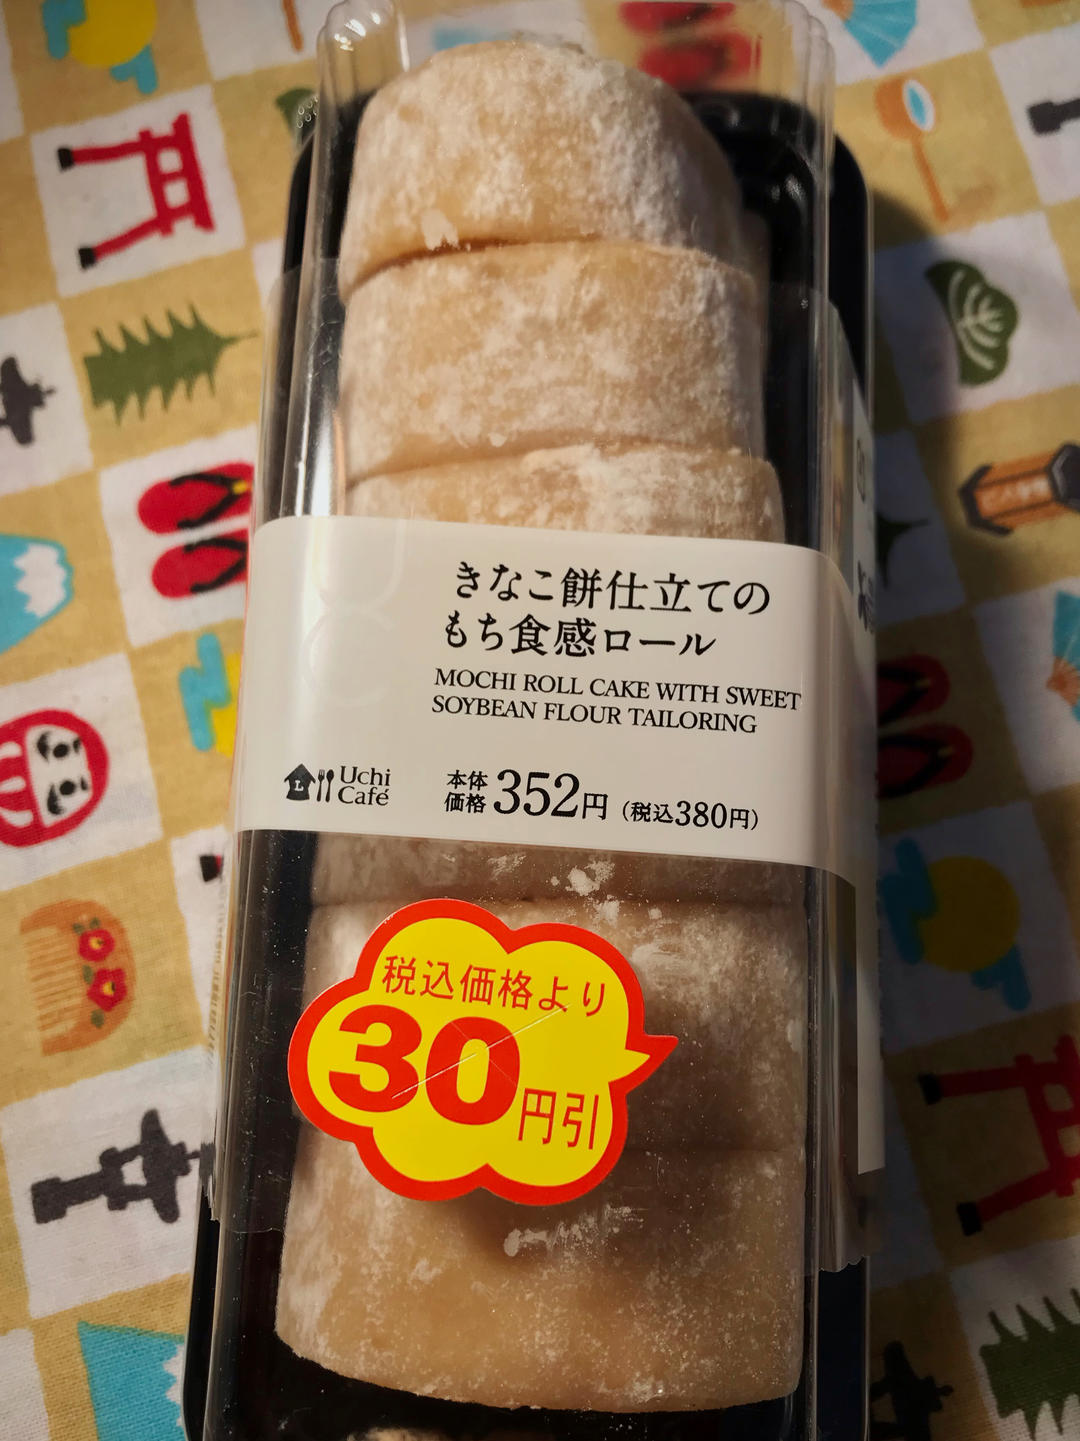 きなこ餅仕立ての
もち食感ロール
MOCHI ROLL CAKE WITH SWEET
SOYBEAN FLOUR TAILORING
Uchi
Café
本体
価格 352円 (税込380円)
税込価格より
30円引